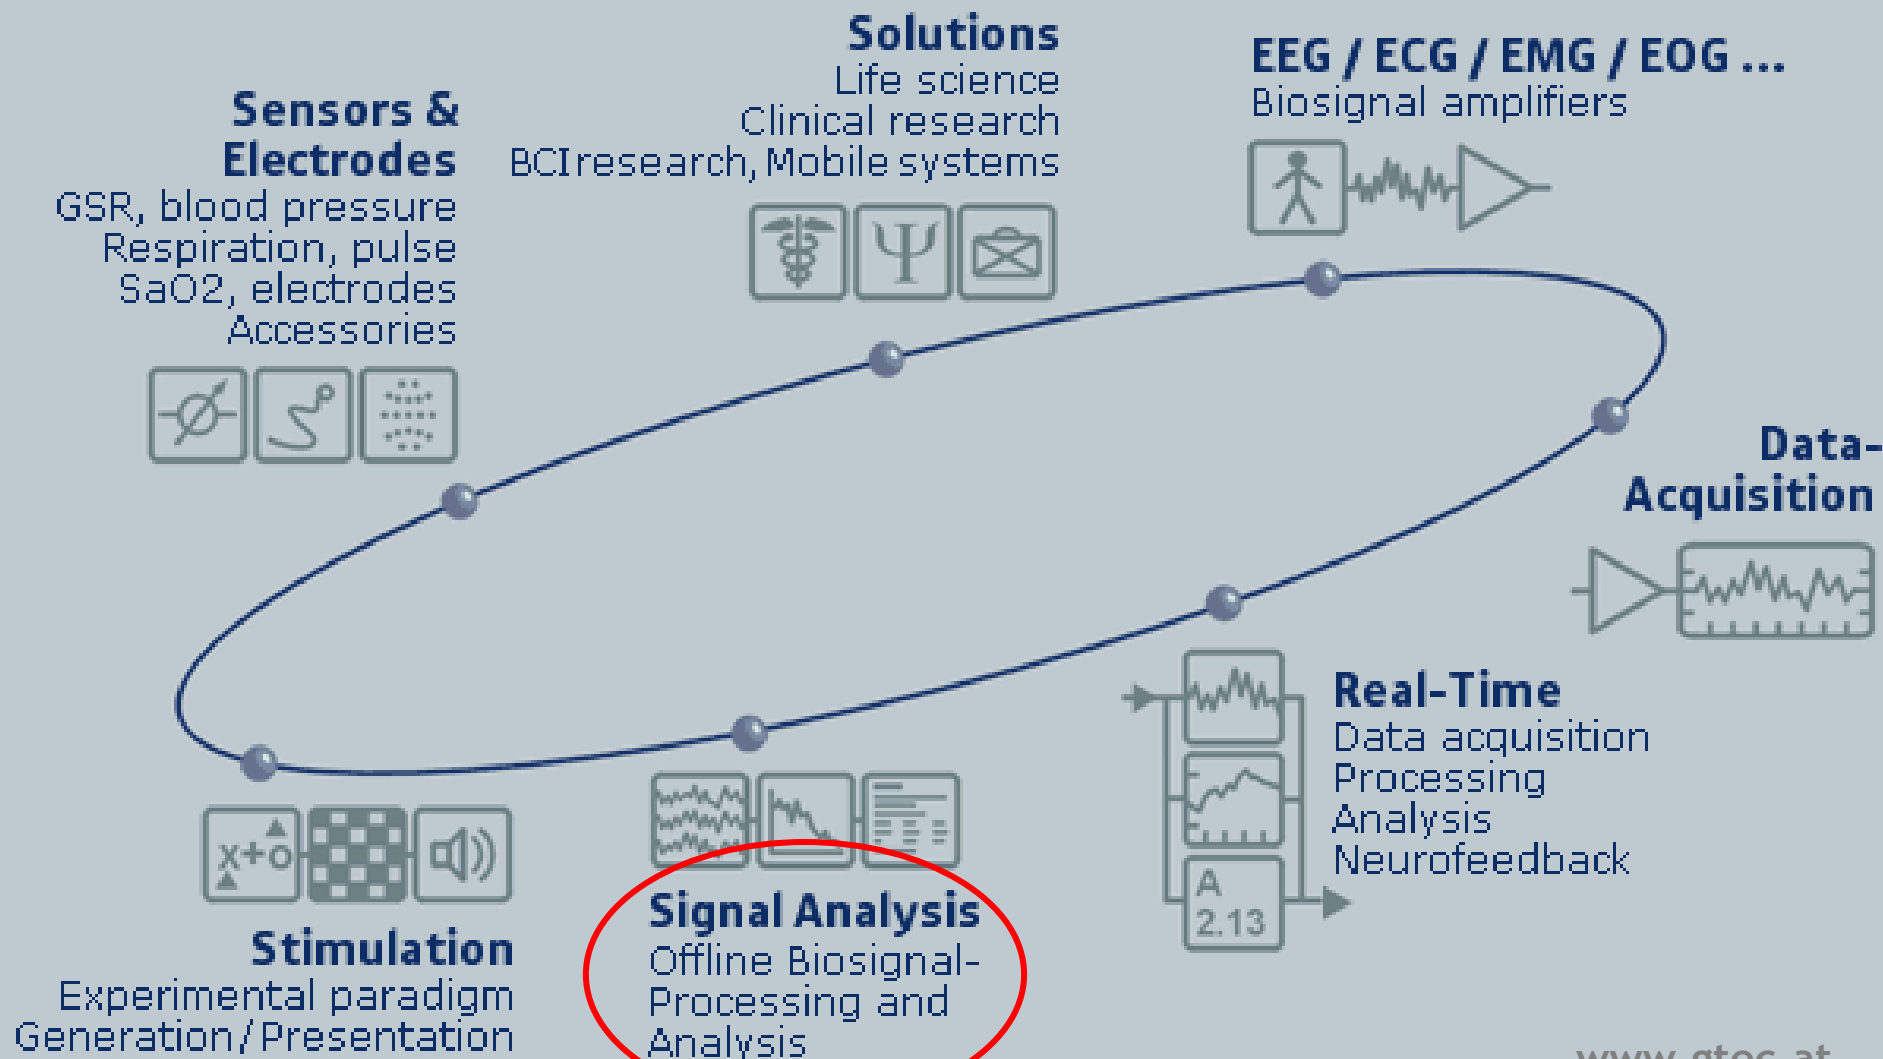 Solutions
Life science
Clinical research
BCI research, Mobile systems
EEG / ECG / EMG / EOG ...
Biosignal amplifiers
Sensors &
Electrodes
GSR, blood pressure
Respiration, pulse
SaO2, electrodes
Accessories
Data-
Acquisition
Real-Time
Data acquisition
Processing
Analysis
Neurofeedback
A
2.13
x+o
Signal Analysis
Offline Biosignal-
Processing and
Analysis
Stimulation
Experimental paradigm
Generation/Presentation